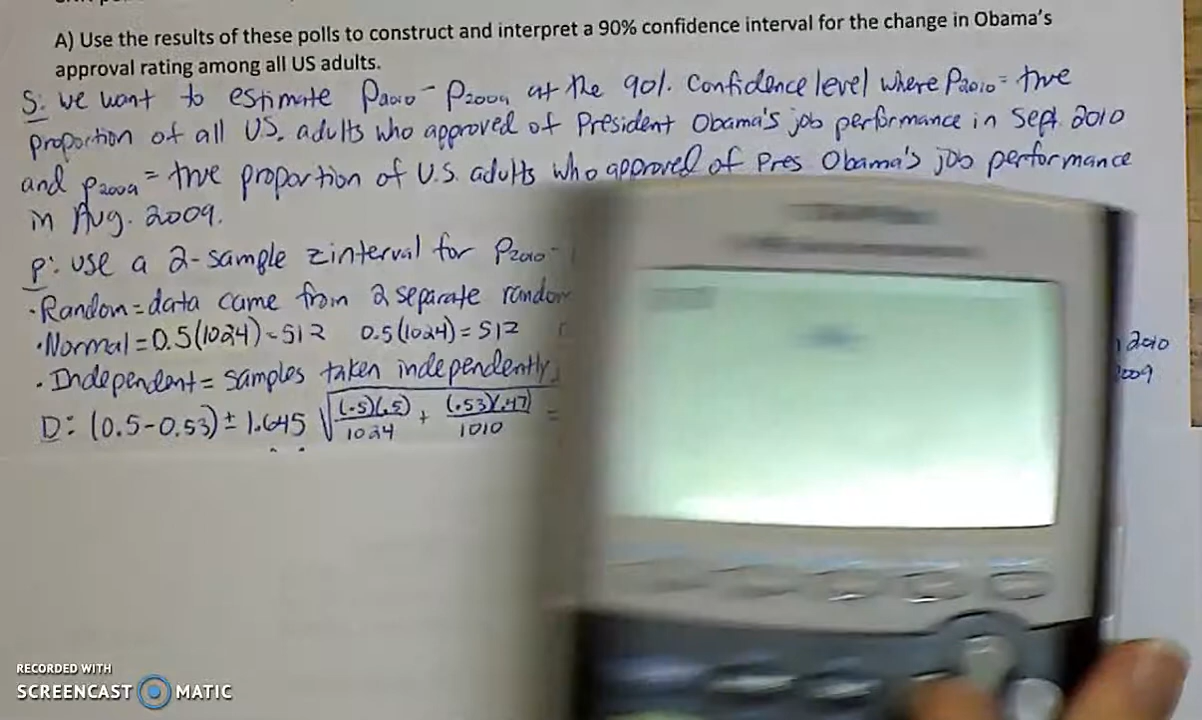 A) Use the results of these polls to construct and interpret a 90% confidence interval for the change in Obama's
approval rating among all US adults.
S: we want to estimate P2010 - P2009 at the 90% confidence level where P2010 = true
proportion of all U.S. adults who approved of President Obama's job performance in Sept. 2010
and P2009 = true proportion of U.S. adults who approved of Pres Obama's job performance
in Aug. 2009.
P: use a 2-sample z interval for P2010 -
· Random = data came from 2 separate random
· Normal = 0.5(1024) = 512 0.5(1024) = 512
2010
· Independent = samples taken independently
009
D: (0.5 - 0.53) ± 1.645 √ (.5)(.5)/1024 + (.53)(.47)/1010 =
RECORDED WITH
SCREENCAST MATIC